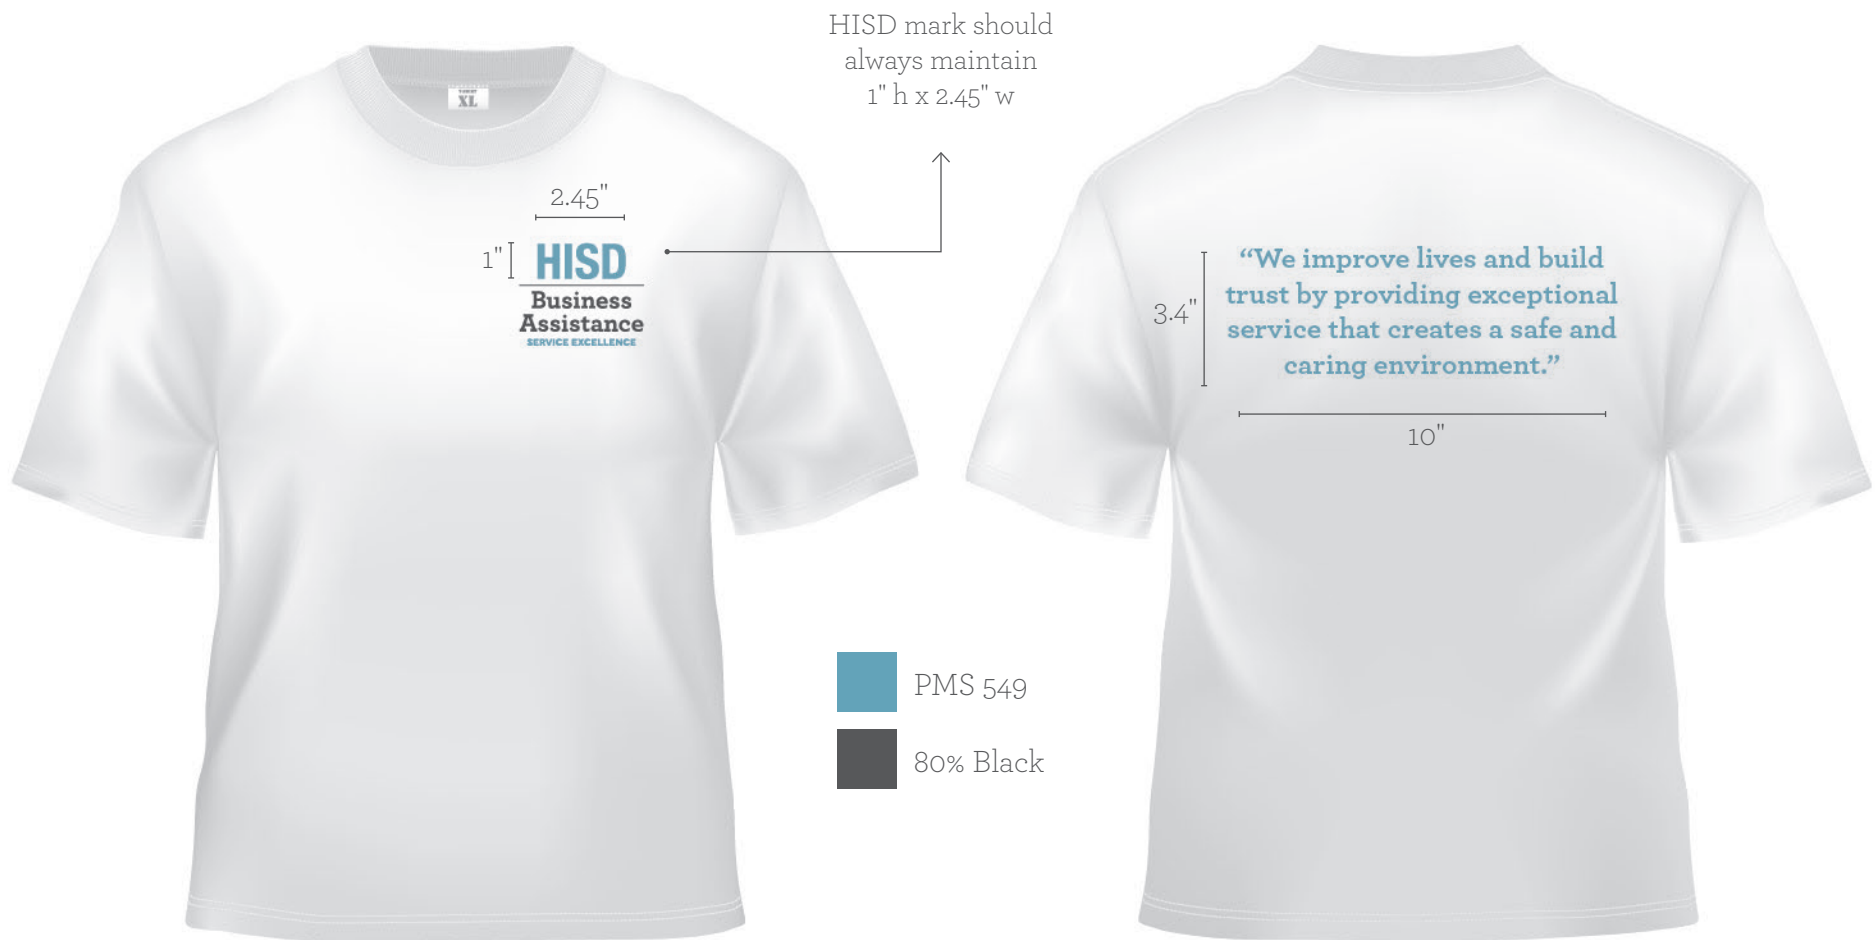 HISD mark should
always maintain
1" h x 2.45" w
T-SHIRT
XL
2.45"
1"
HISD
Business
Assistance
SERVICE EXCELLENCE
“We improve lives and build
trust by providing exceptional
service that creates a safe and
caring environment.”
3.4"
10"
PMS 549
80% Black